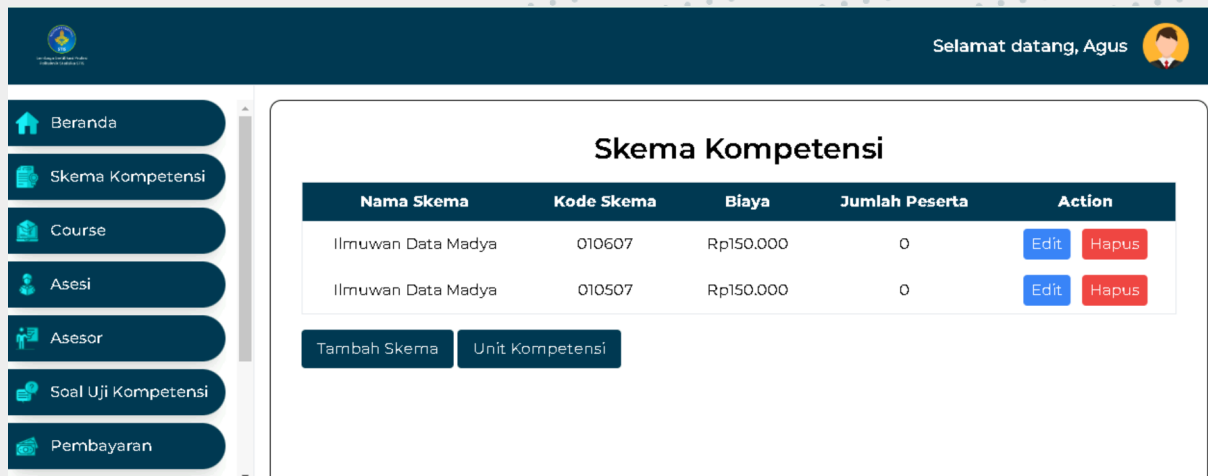 Selamat datang, Agus
Beranda
Skema Kompetensi
Course
Asesi
Asesor
Soal Uji Kompetensi
Pembayaran
Skema Kompetensi
Nama Skema Kode Skema Biaya Jumlah Peserta Action
Ilmuwan Data Madya 010607 Rp150.000 0 Edit Hapus
Ilmuwan Data Madya 010507 Rp150.000 0 Edit Hapus
Tambah Skema Unit Kompetensi